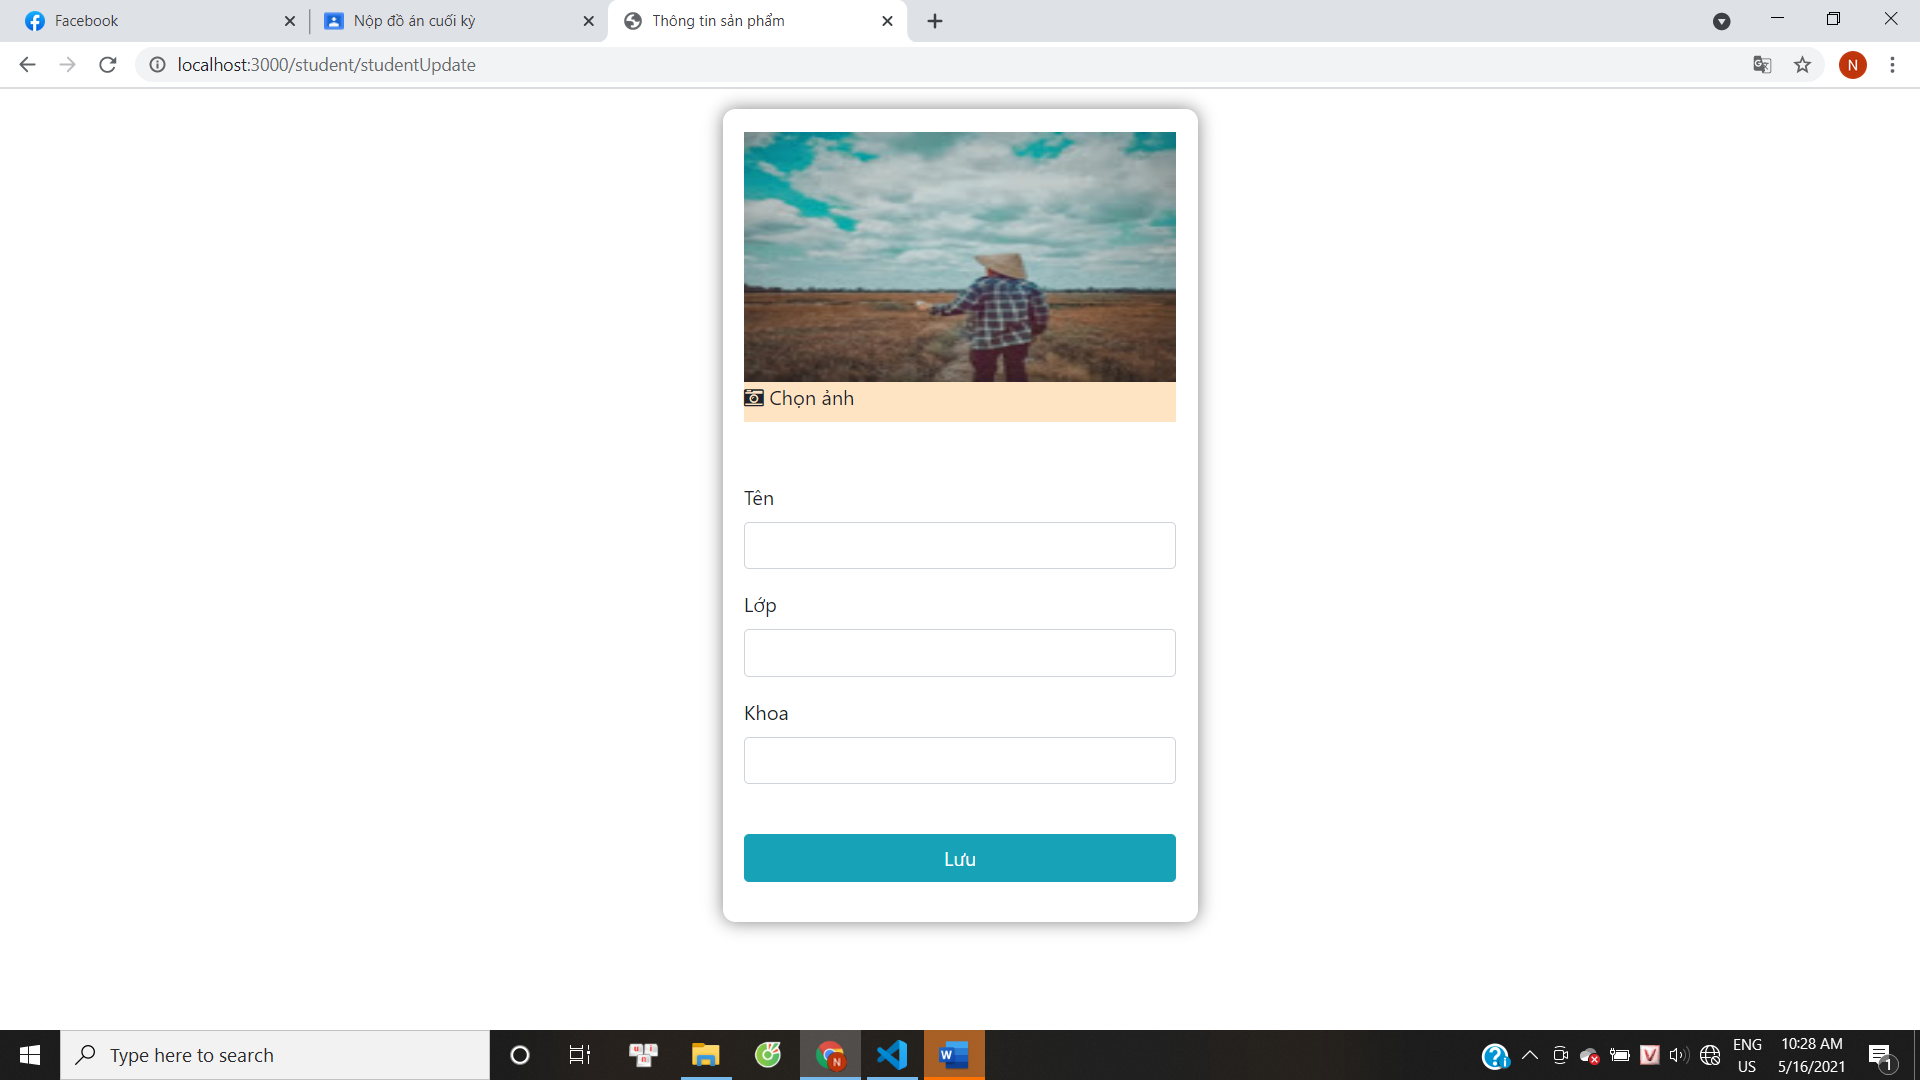 Facebook
Nộp đồ án cuối kỳ
Thông tin sản phẩm
localhost:3000/student/studentUpdate
N
Chọn ảnh
Tên
Lớp
Khoa
Lưu
Type here to search
N
W
V
ENG
US
10:28 AM
5/16/2021
1